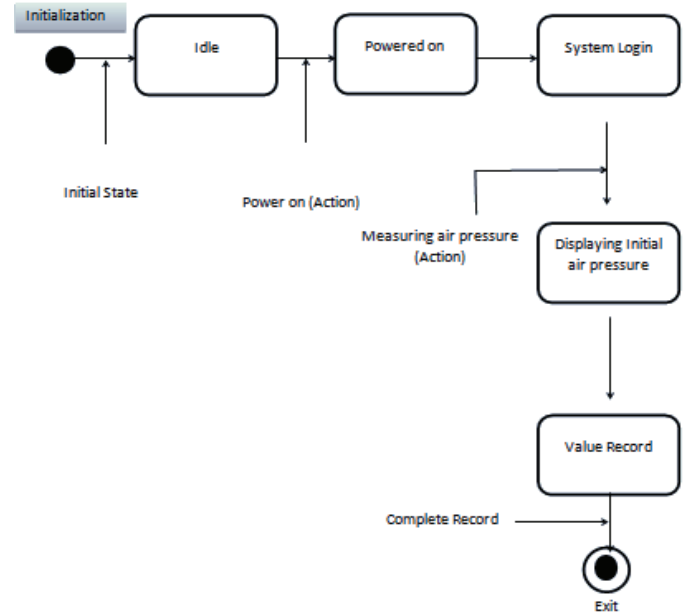 Initialization
Idle
Powered on
System Login
Initial State
Power on (Action)
Measuring air pressure
(Action)
Displaying Initial
air pressure
Value Record
Complete Record
Exit